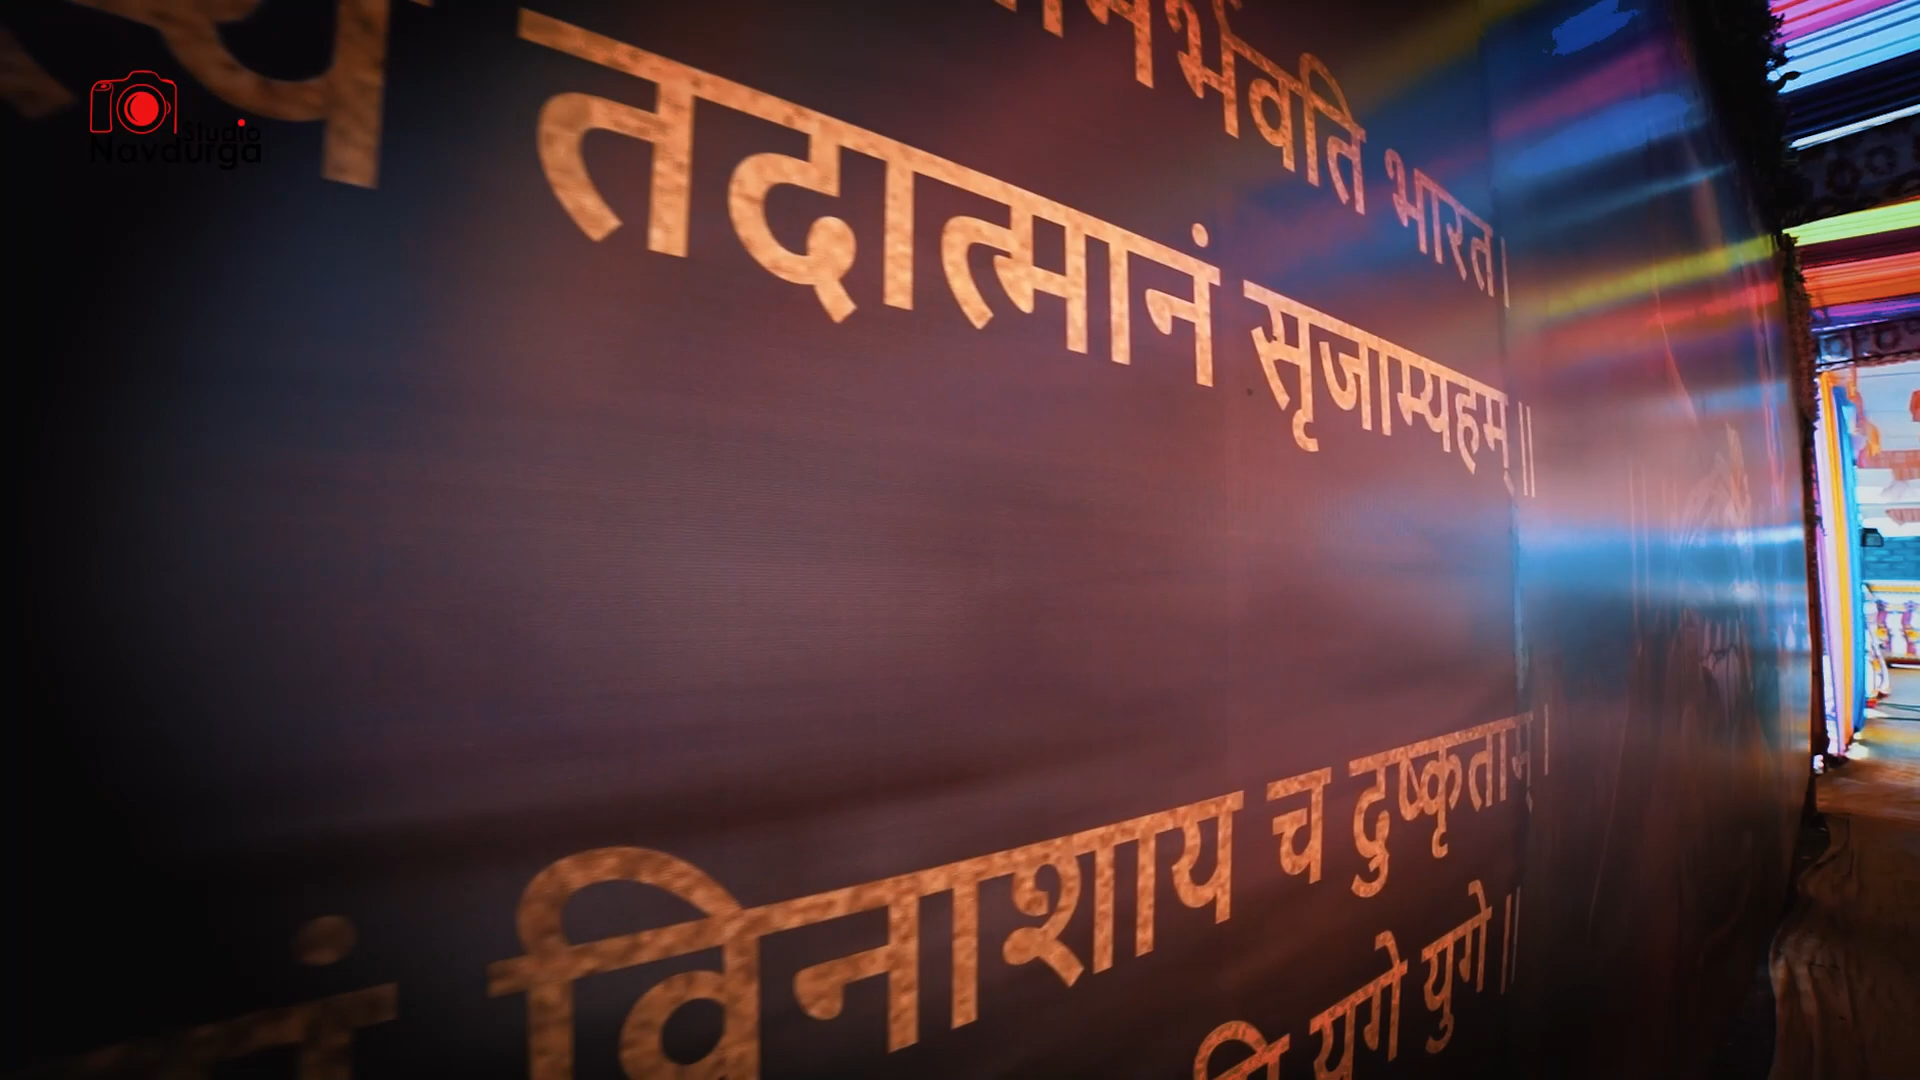 Studio
Navdurga
र्भवति भारत।
तदात्मानं सृजाम्यहम्॥
विनाशाय च दुष्कृताम्।
युगे युगे॥